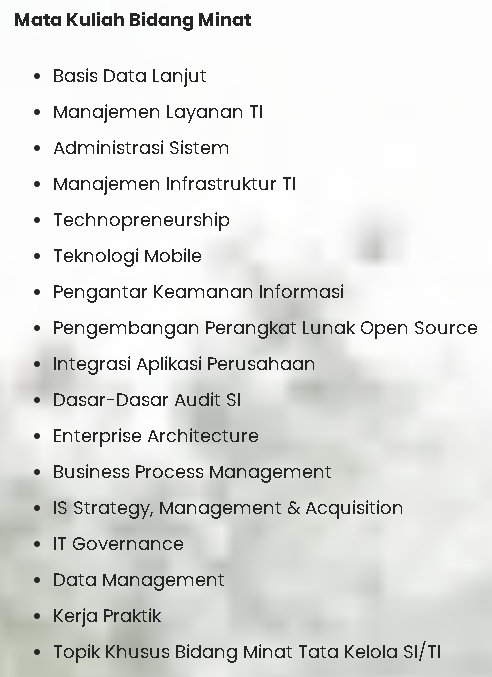 Mata Kuliah Bidang Minat
• Basis Data Lanjut
• Manajemen Layanan TI
• Administrasi Sistem
• Manajemen Infrastruktur TI
• Technopreneurship
• Teknologi Mobile
• Pengantar Keamanan Informasi
• Pengembangan Perangkat Lunak Open Source
• Integrasi Aplikasi Perusahaan
• Dasar-Dasar Audit SI
• Enterprise Architecture
• Business Process Management
• IS Strategy, Management & Acquisition
• IT Governance
• Data Management
• Kerja Praktik
• Topik Khusus Bidang Minat Tata Kelola SI/TI